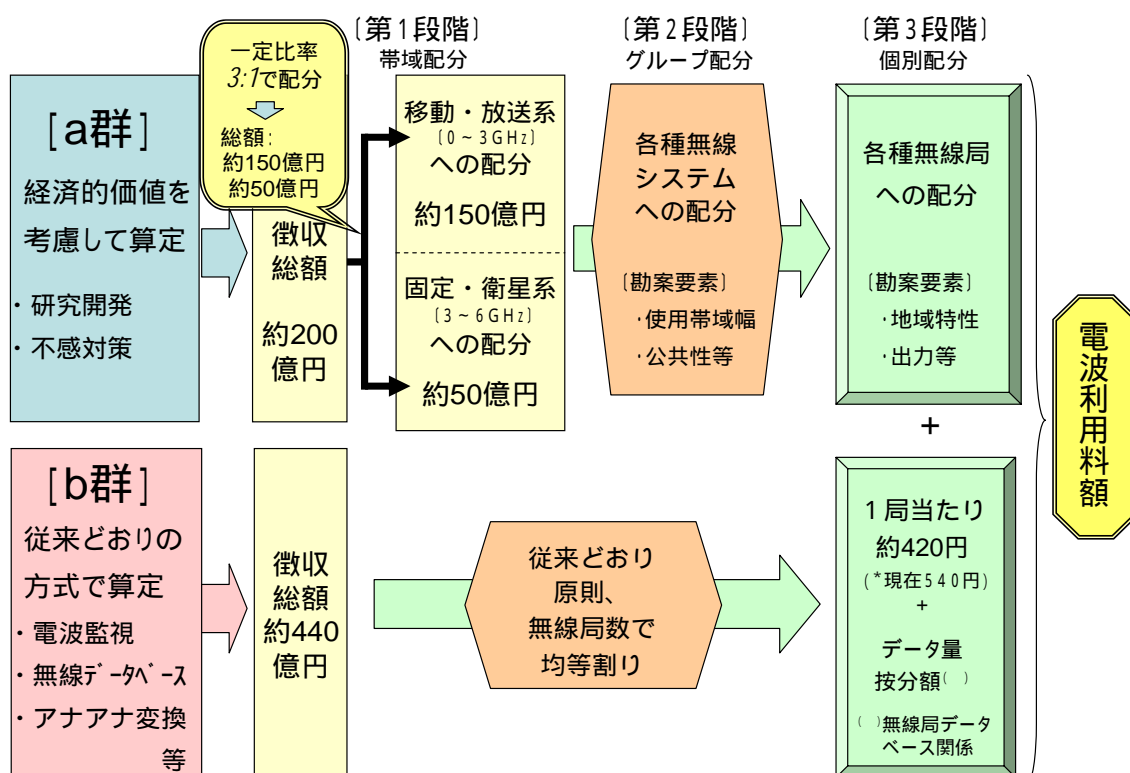 〔第1段階〕
帯域配分
〔第2段階〕
グループ配分
〔第3段階〕
個別配分
一定比率
3:1で配分
総額：
約150億円
約50億円
［a群］
経済的価値を
考慮して算定
・研究開発
・不感対策
徴収
総額
約200
億円
移動・放送系
〔0～3GHz〕
への配分
約150億円
固定・衛星系
〔3～6GHz〕
への配分
約50億円
各種無線
システム
への配分
〔勘案要素〕
・使用帯域幅
・公共性等
各種無線局
への配分
〔勘案要素〕
・地域特性
・出力等
+
［b群］
従来どおりの
方式で算定
・電波監視
・無線ﾃﾞｰﾀﾍﾞｰｽ
・アナアナ変換
等
徴収
総額
約440
億円
従来どおり
原則、
無線局数で
均等割り
1局当たり
約420円
(*現在540円)
+
データ量
按分額( )
( )無線局データ
ベース関係
電波利用料額